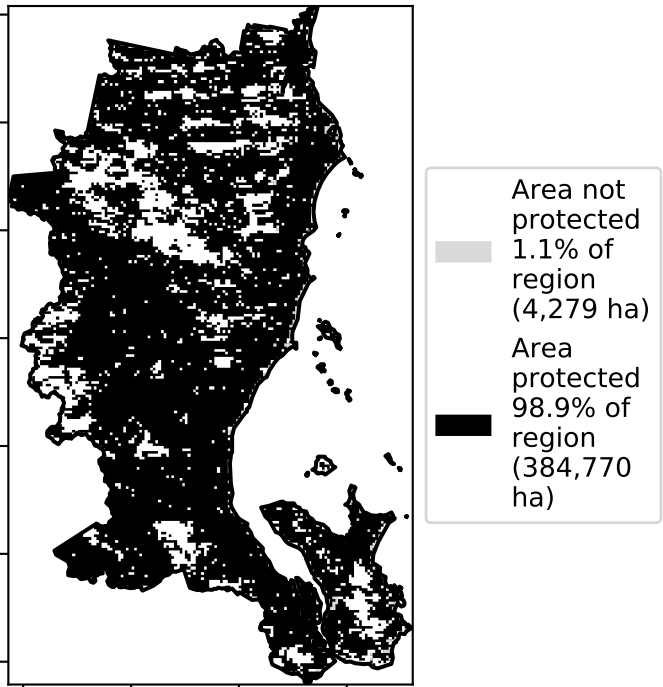 Area not
protected
1.1% of
region
(4,279 ha)
Area
protected
98.9% of
region
(384,770
ha)